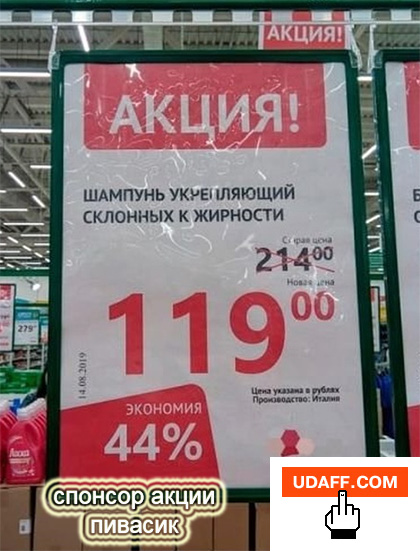 АКЦИЯ!
АКЦИЯ!
ШАМПУНЬ УКРЕПЛЯЮЩИЙ
СКЛОННЫХ К ЖИРНОСТИ
Старая цена
214 00
Новая цена
119 00
14.08.2019
Цена указана в рублях
Производство: Италия
ЭКОНОМИЯ
44%
279
спонсор акции
пивасик
UDAFF.COM